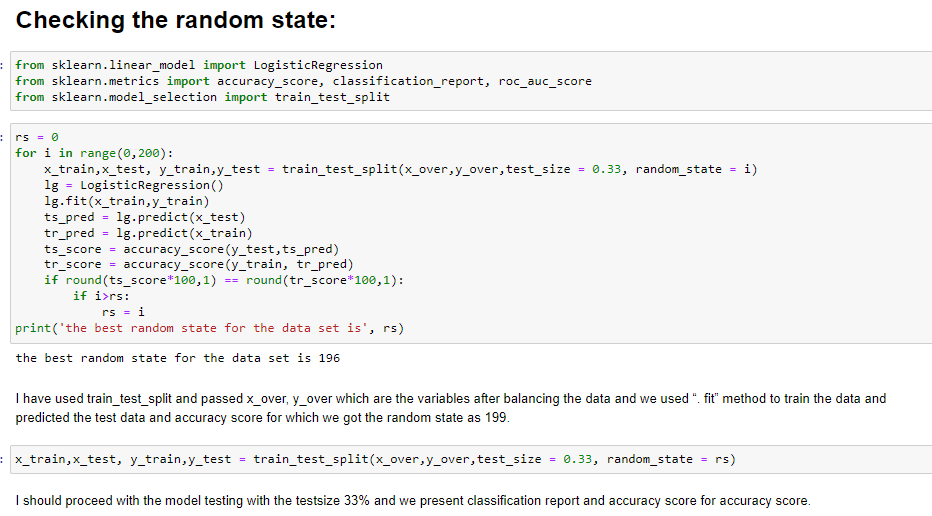 Checking the random state:
from sklearn.linear_model import LogisticRegression
from sklearn.metrics import accuracy_score, classification_report, roc_auc_score
from sklearn.model_selection import train_test_split
rs = 0
for i in range(0,200):
    x_train,x_test, y_train,y_test = train_test_split(x_over,y_over,test_size = 0.33, random_state = i)
    lg = LogisticRegression()
    lg.fit(x_train,y_train)
    ts_pred = lg.predict(x_test)
    tr_pred = lg.predict(x_train)
    ts_score = accuracy_score(y_test,ts_pred)
    tr_score = accuracy_score(y_train, tr_pred)
    if round(ts_score*100,1) == round(tr_score*100,1):
        if i>rs:
            rs = i
print('the best random state for the data set is', rs)
the best random state for the data set is 196
I have used train_test_split and passed x_over, y_over which are the variables after balancing the data and we used “. fit” method to train the data and
predicted the test data and accuracy score for which we got the random state as 199.
x_train,x_test, y_train,y_test = train_test_split(x_over,y_over,test_size = 0.33, random_state = rs)
I should proceed with the model testing with the testsize 33% and we present classification report and accuracy score for accuracy score.